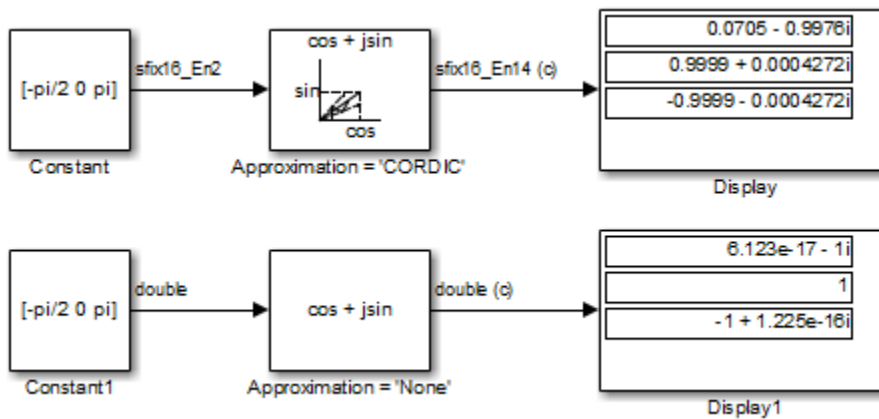 [-pi/2 0 pi]
Constant
sfix16_En2
cos + jsin
sin
cos
Approximation = 'CORDIC'
sfix16_En14 (c)
0.0705 - 0.9976i
0.9999 + 0.0004272i
-0.9999 - 0.0004272i
Display
[-pi/2 0 pi]
Constant1
double
cos + jsin
Approximation = 'None'
double (c)
6.123e-17 - 1i
1
-1 + 1.225e-16i
Display1